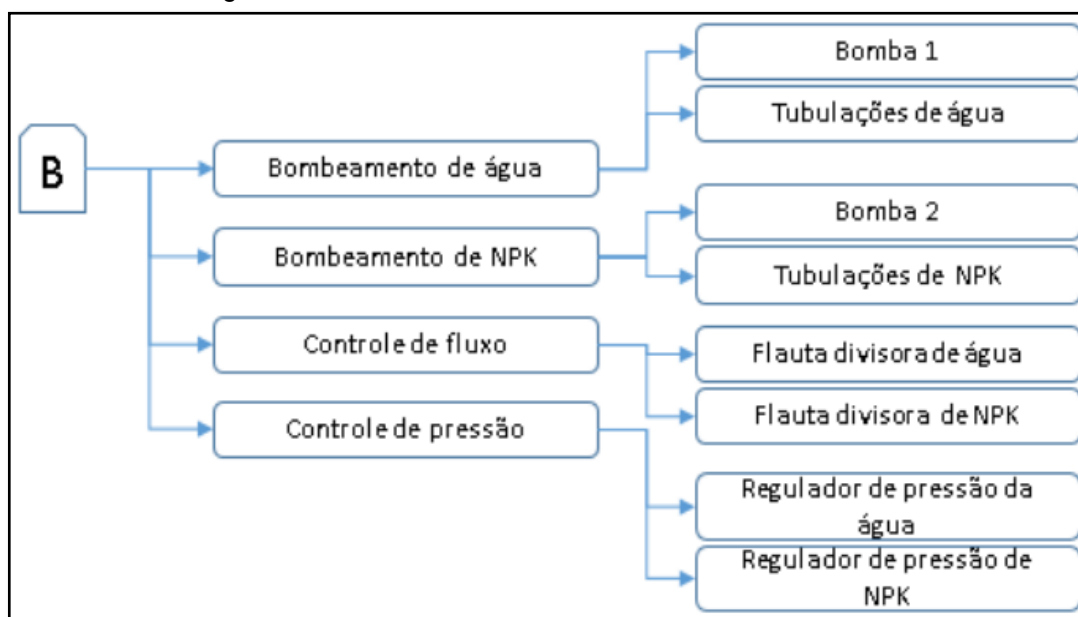 B
Bombeamento de água
Bomba 1
Tubulações de água
Bombeamento de NPK
Bomba 2
Tubulações de NPK
Controle de fluxo
Flauta divisora de água
Flauta divisora de NPK
Controle de pressão
Regulador de pressão da
água
Regulador de pressão de
NPK